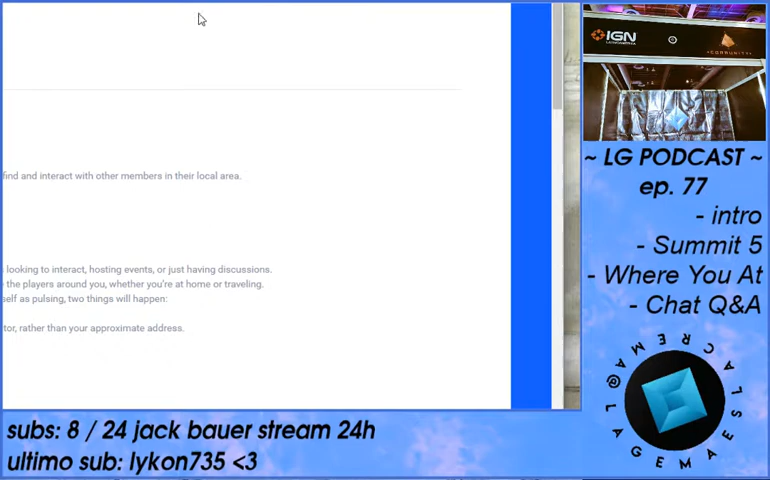 find and interact with other members in their local area.
looking to interact, hosting events, or just having discussions.
the players around you, whether you're at home or traveling.
self as pulsing, two things will happen:
tor, rather than your approximate address.
IGN
LATINOAMERICA
COMMUNITY
~ LG PODCAST ~
ep. 77
- intro
- Summit 5
- Where You At
- Chat Q&A
LAGEMAESLACREMA@
subs: 8 / 24 jack bauer stream 24h
ultimo sub: lykon735 <3